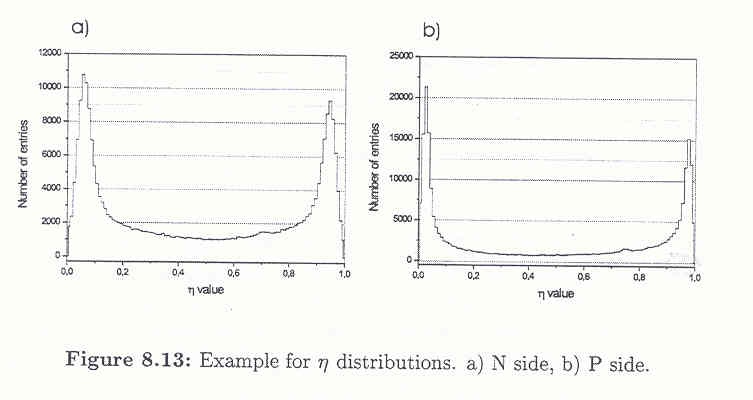 a)
12000
10000
8000
6000
4000
2000
0
0,0 0,2 0,4 0,6 0,8 1,0
Number of entries
η value
b)
25000
20000
15000
10000
5000
0
0,0 0,2 0,4 0,6 0,8 1,0
Number of entries
η value
Figure 8.13: Example for η distributions. a) N side, b) P side.